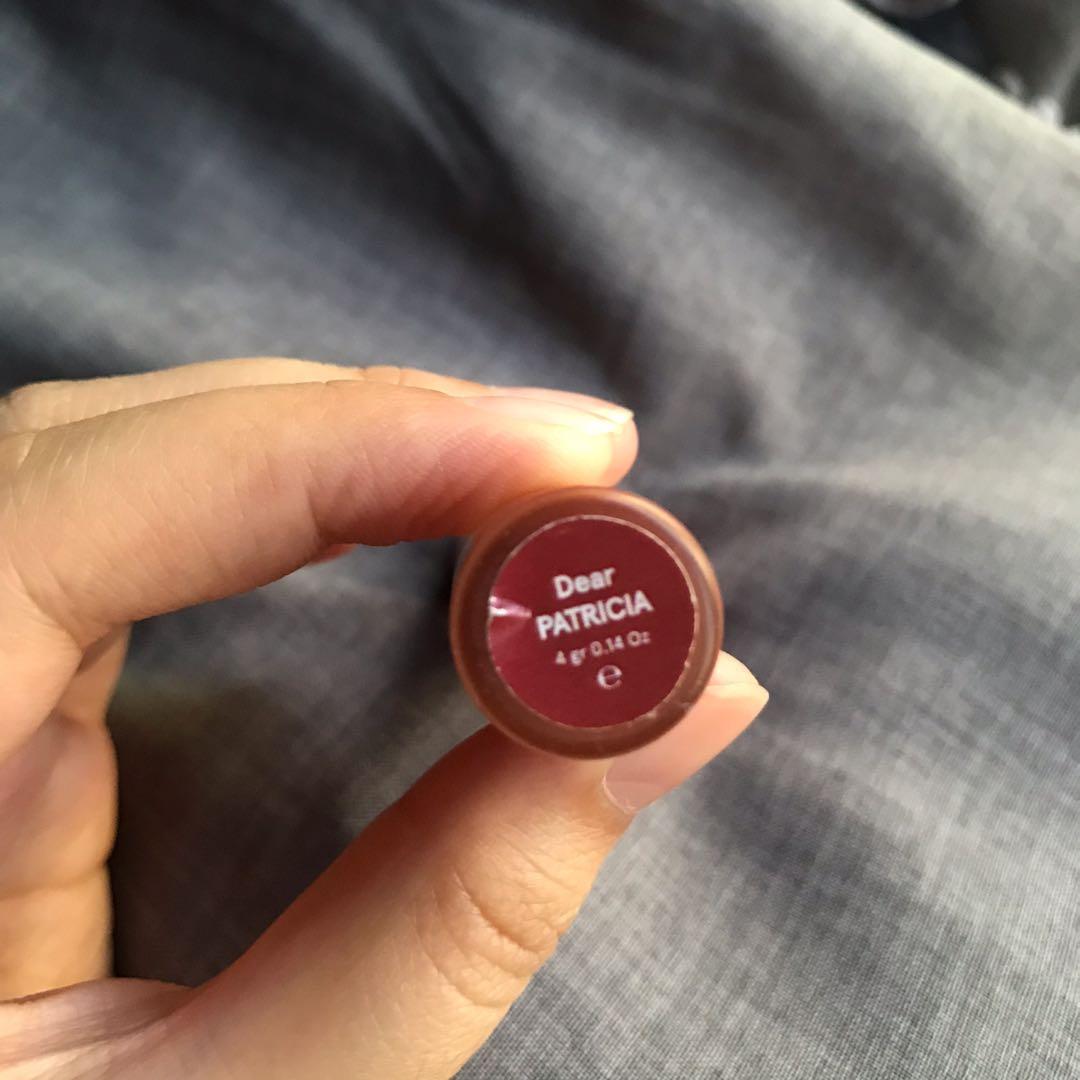 Dear
PATRICIA
4 gr 0.14 Oz
℮